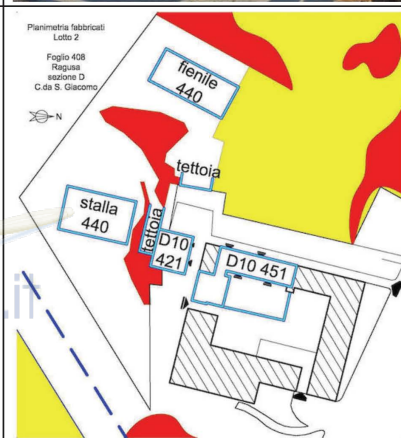 Planimetria fabbricati
Lotto 2
Foglio 408
Ragusa
sezione D
C.da S. Giacomo
N
fienile
440
tettoia
stalla
440
tettoia
D10
421
D10 451
.it